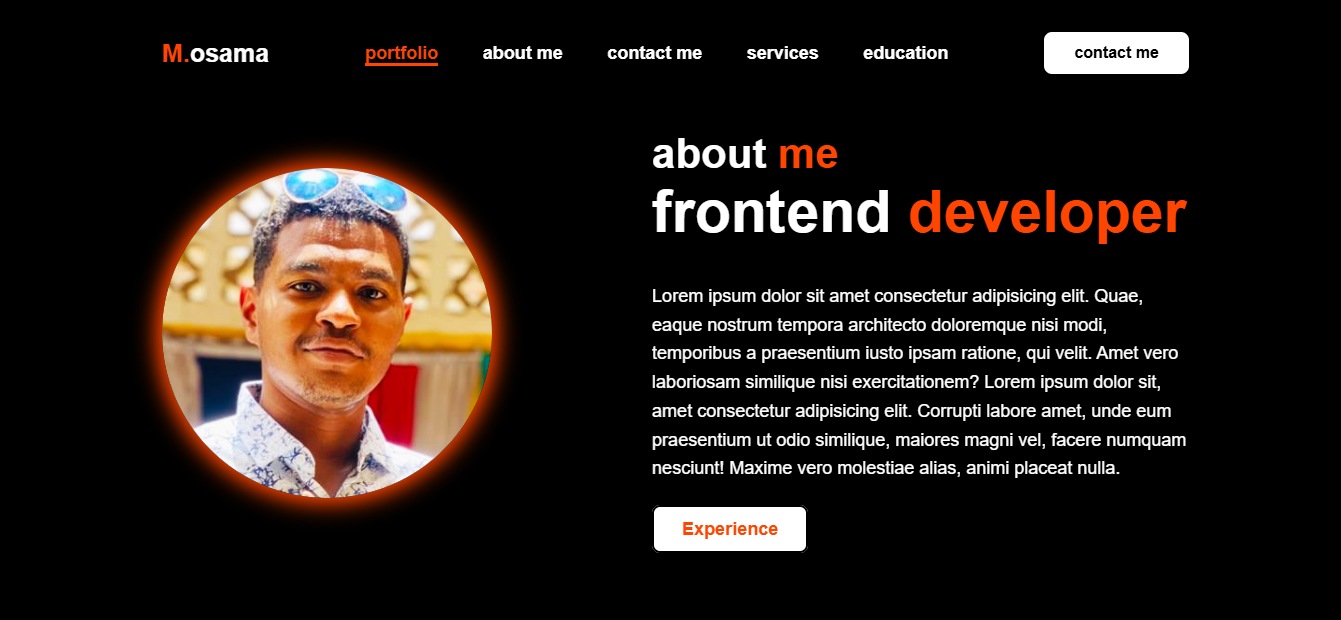 M.osama
portfolio
about me
contact me
services
education
contact me
about me
frontend developer
Lorem ipsum dolor sit amet consectetur adipisicing elit. Quae,
eaque nostrum tempora architecto doloremque nisi modi,
temporibus a praesentium iusto ipsam ratione, qui velit. Amet vero
laboriosam similique nisi exercitationem? Lorem ipsum dolor sit,
amet consectetur adipisicing elit. Corrupti labore amet, unde eum
praesentium ut odio similique, maiores magni vel, facere numquam
nesciunt! Maxime vero molestiae alias, animi placeat nulla.
Experience